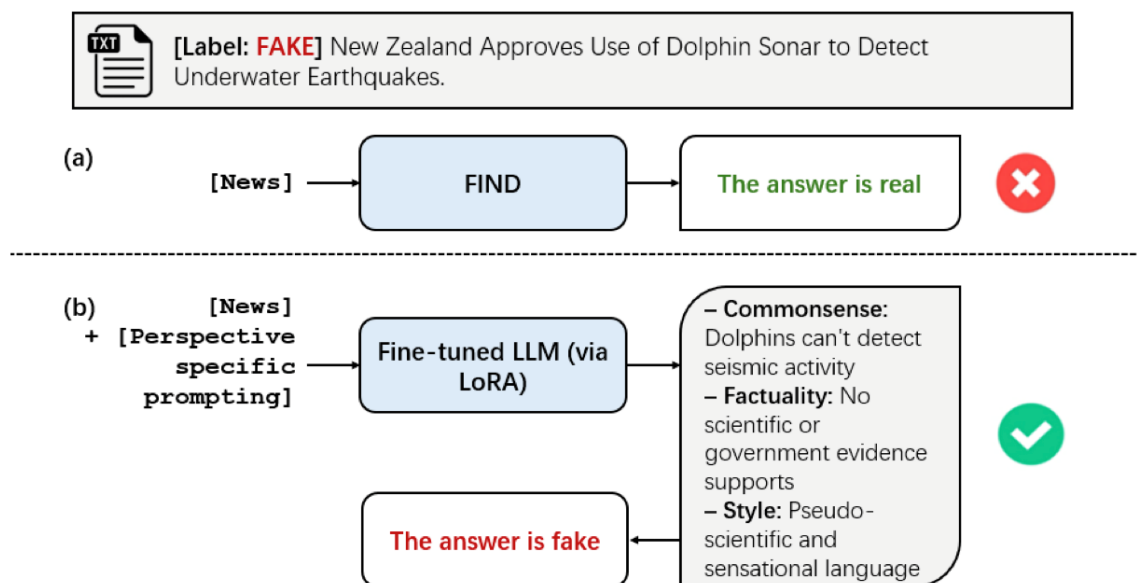 TXT
[Label: FAKE] New Zealand Approves Use of Dolphin Sonar to Detect
Underwater Earthquakes.
(a)
[News]
FIND
The answer is real
(b)
[News]
+ [Perspective
specific
prompting]
Fine-tuned LLM (via
LoRA)
– Commonsense:
Dolphins can't detect
seismic activity
– Factuality: No
scientific or
government evidence
supports
– Style: Pseudo-
scientific and
sensational language
The answer is fake